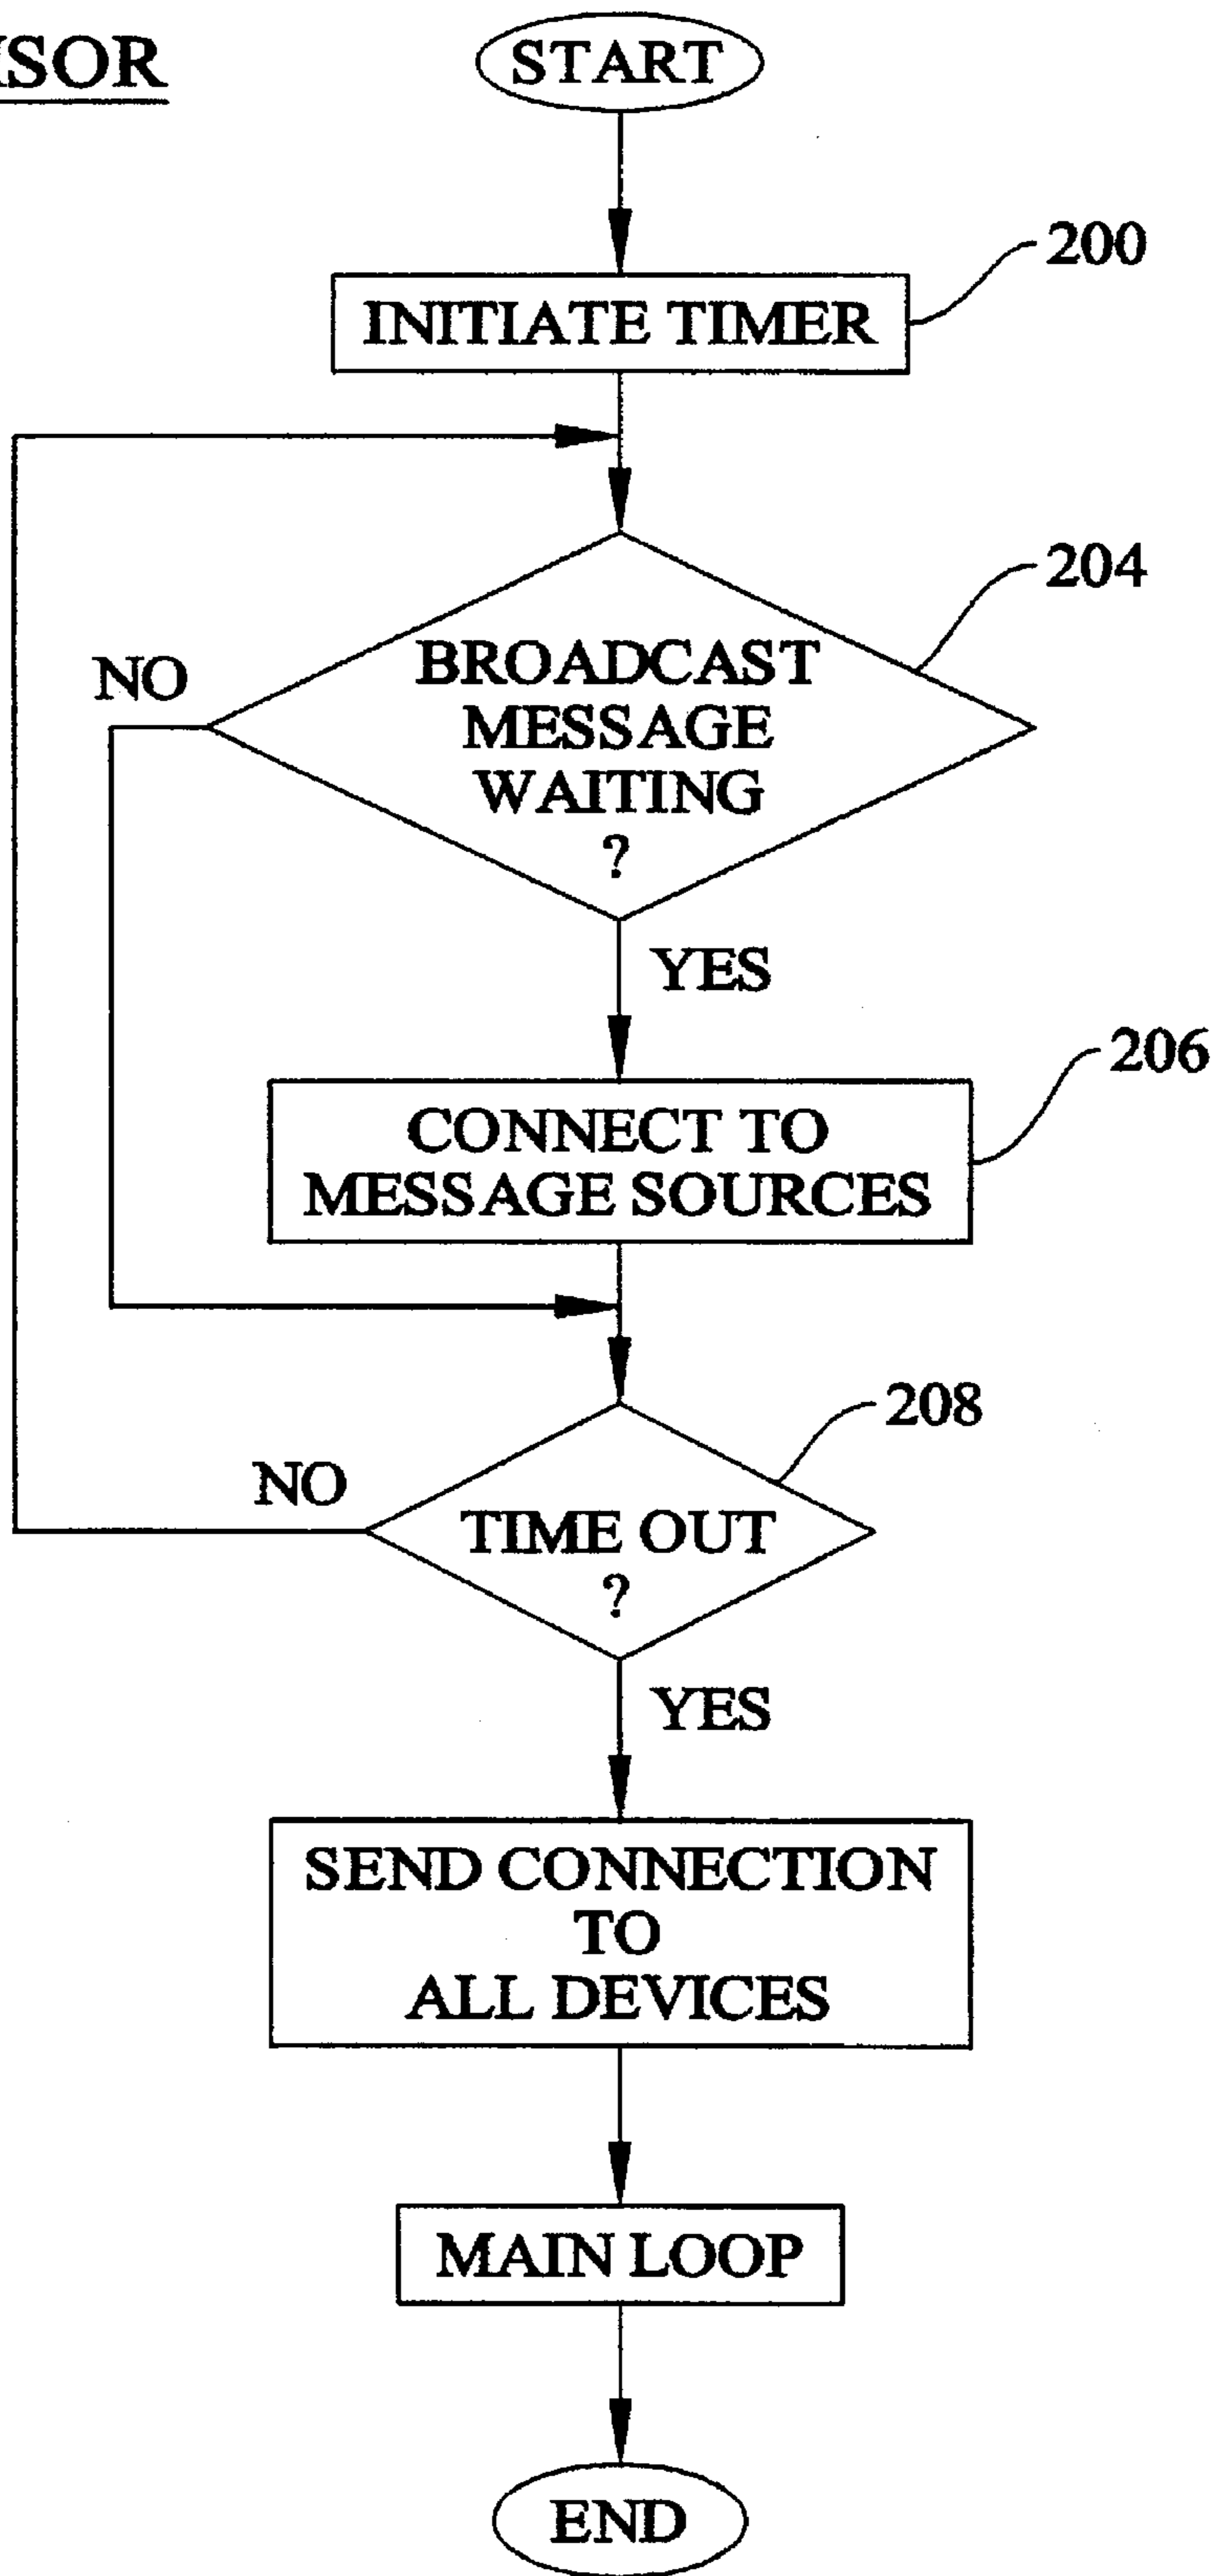 START
INITIATE TIMER
200
204
BROADCAST
MESSAGE
WAITING
?
NO
YES
206
CONNECT TO
MESSAGE SOURCES
208
NO
TIME OUT
?
YES
SEND CONNECTION
TO
ALL DEVICES
MAIN LOOP
END